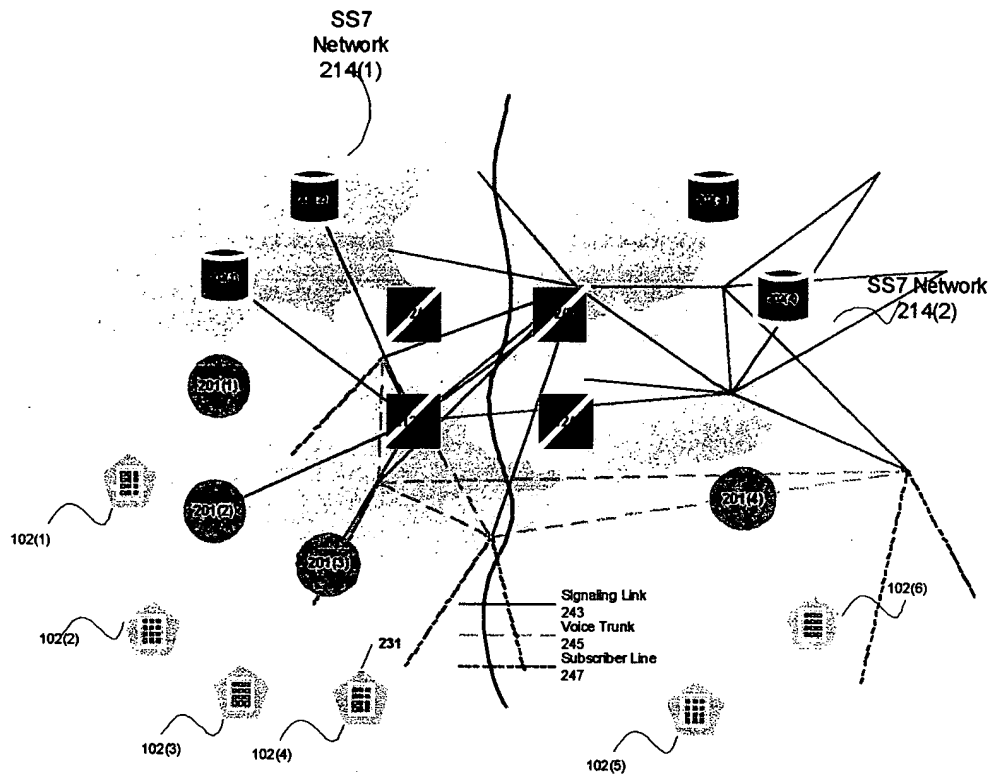 SS7
Network
214(1)
SS7 Network
214(2)
201(1)
201(2)
201(3)
201(4)
102(1)
102(2)
102(3)
102(4)
102(5)
102(6)
231
Signaling Link
243
Voice Trunk
245
Subscriber Line
247